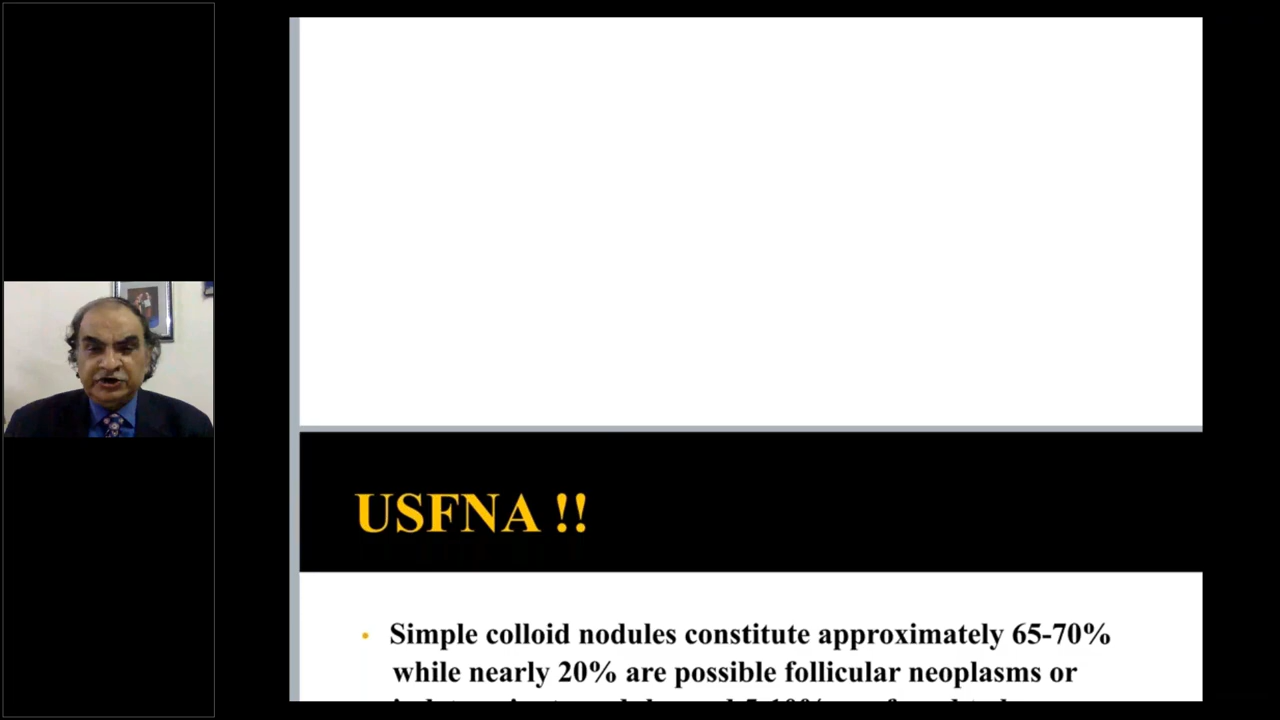 USFNA !!
• Simple colloid nodules constitute approximately 65-70%
while nearly 20% are possible follicular neoplasms or